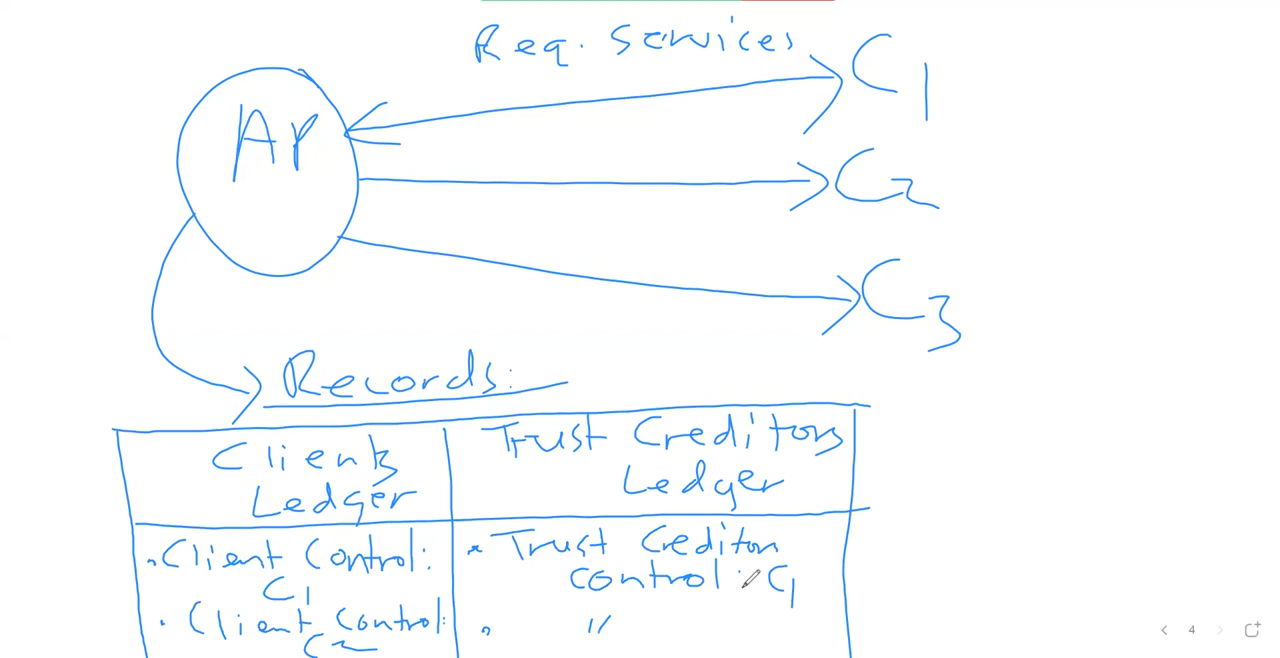 Req. Services
C1
AP
C2
C3
Records:
Clients
Ledger
Trust Creditors
Ledger
• Client Control:
C1
• Client Control:
C2
• Trust Creditors
control: C1
• "
4